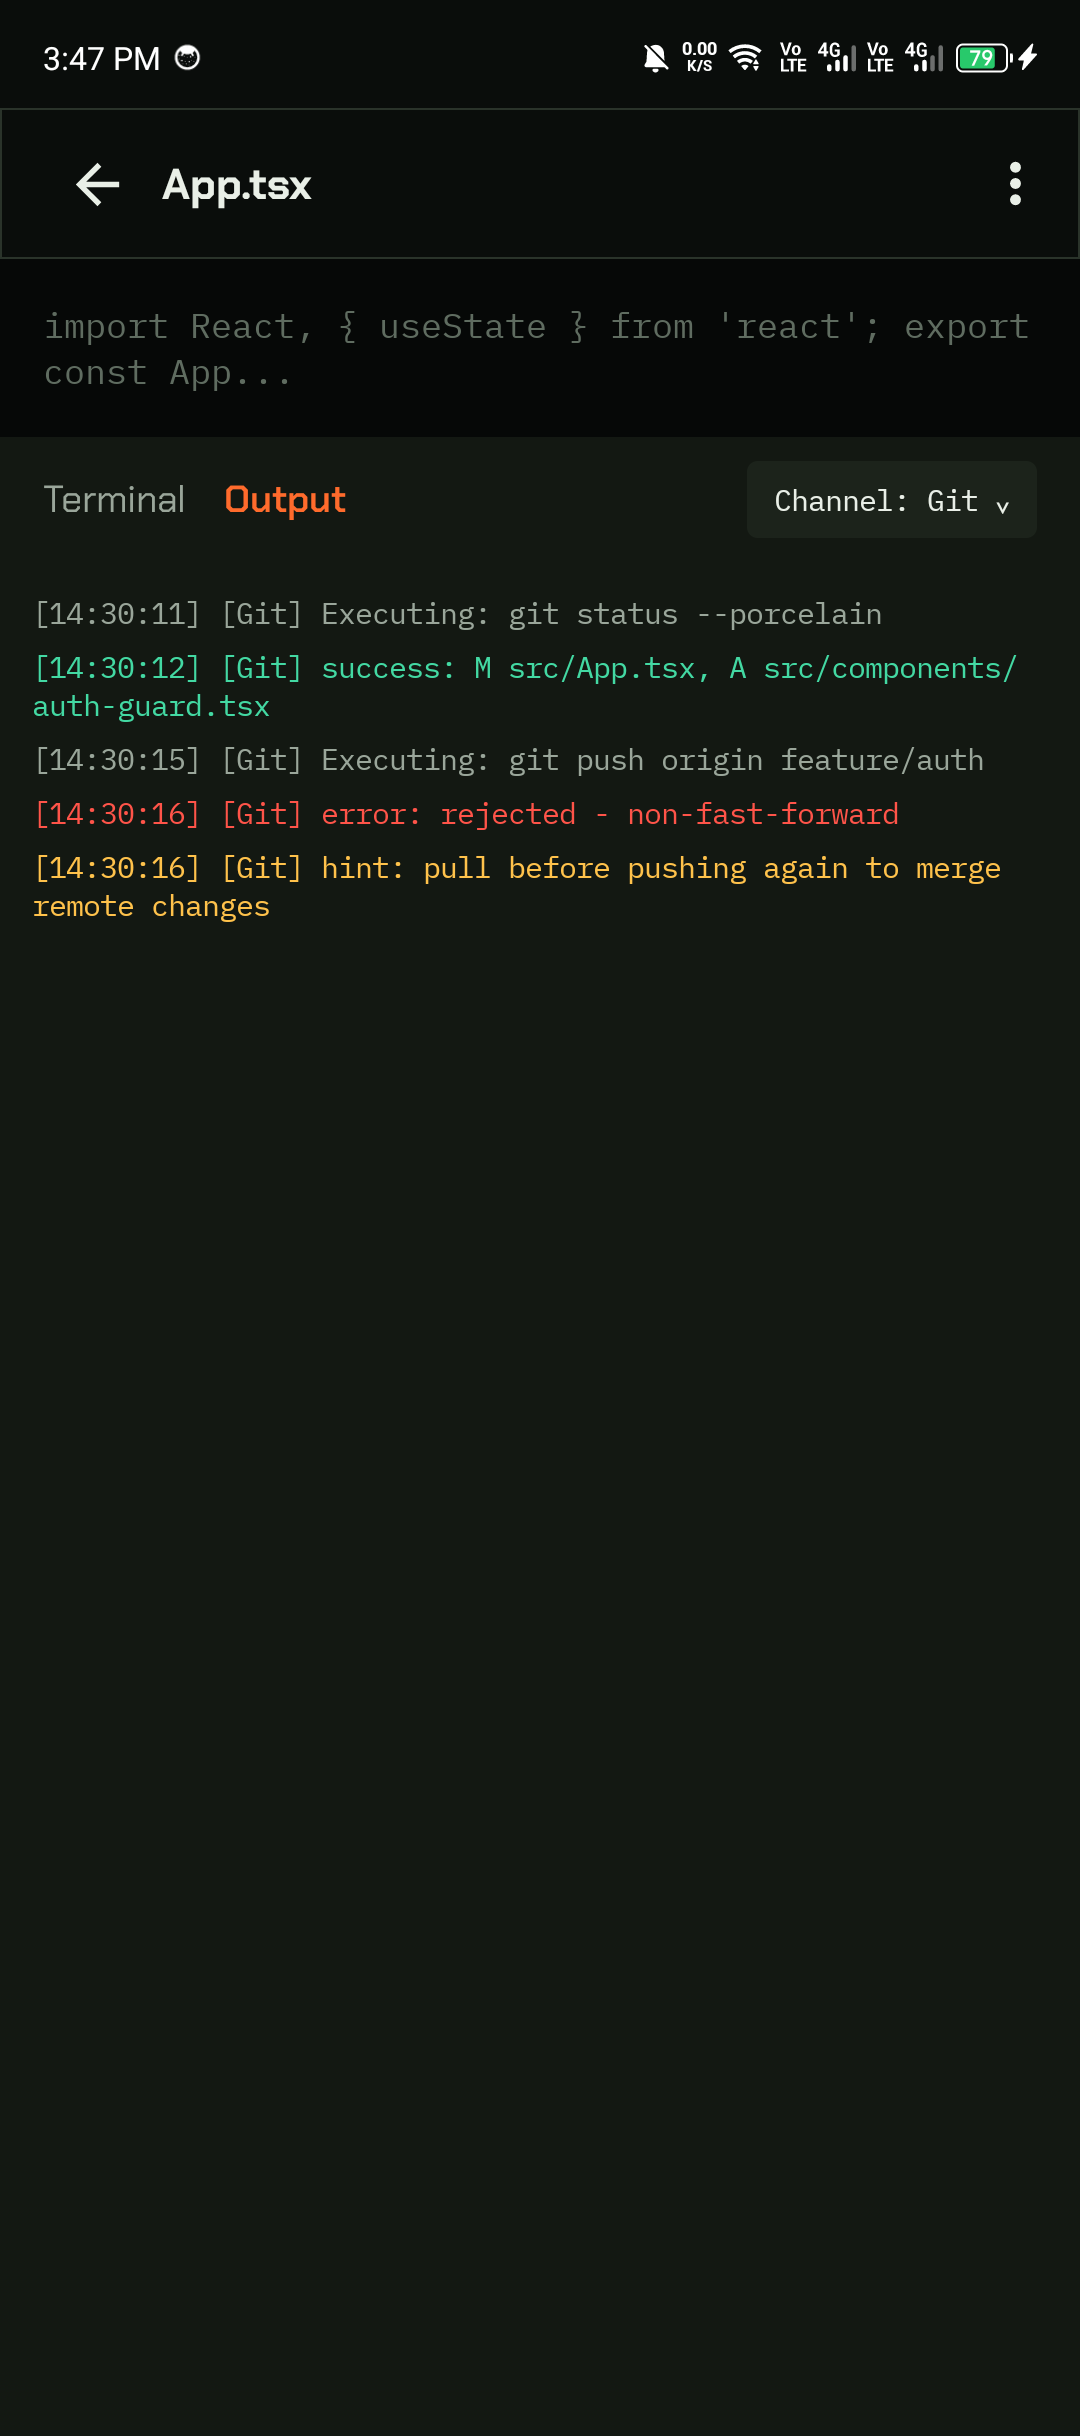 3:47 PM
0.00
K/S
Vo
LTE
4G
Vo
LTE
4G
79
App.tsx
import React, { useState } from 'react'; export
const App...
Terminal
Output
Channel: Git
[14:30:11] [Git] Executing: git status --porcelain
[14:30:12] [Git] success: M src/App.tsx, A src/components/
auth-guard.tsx
[14:30:15] [Git] Executing: git push origin feature/auth
[14:30:16] [Git] error: rejected - non-fast-forward
[14:30:16] [Git] hint: pull before pushing again to merge
remote changes